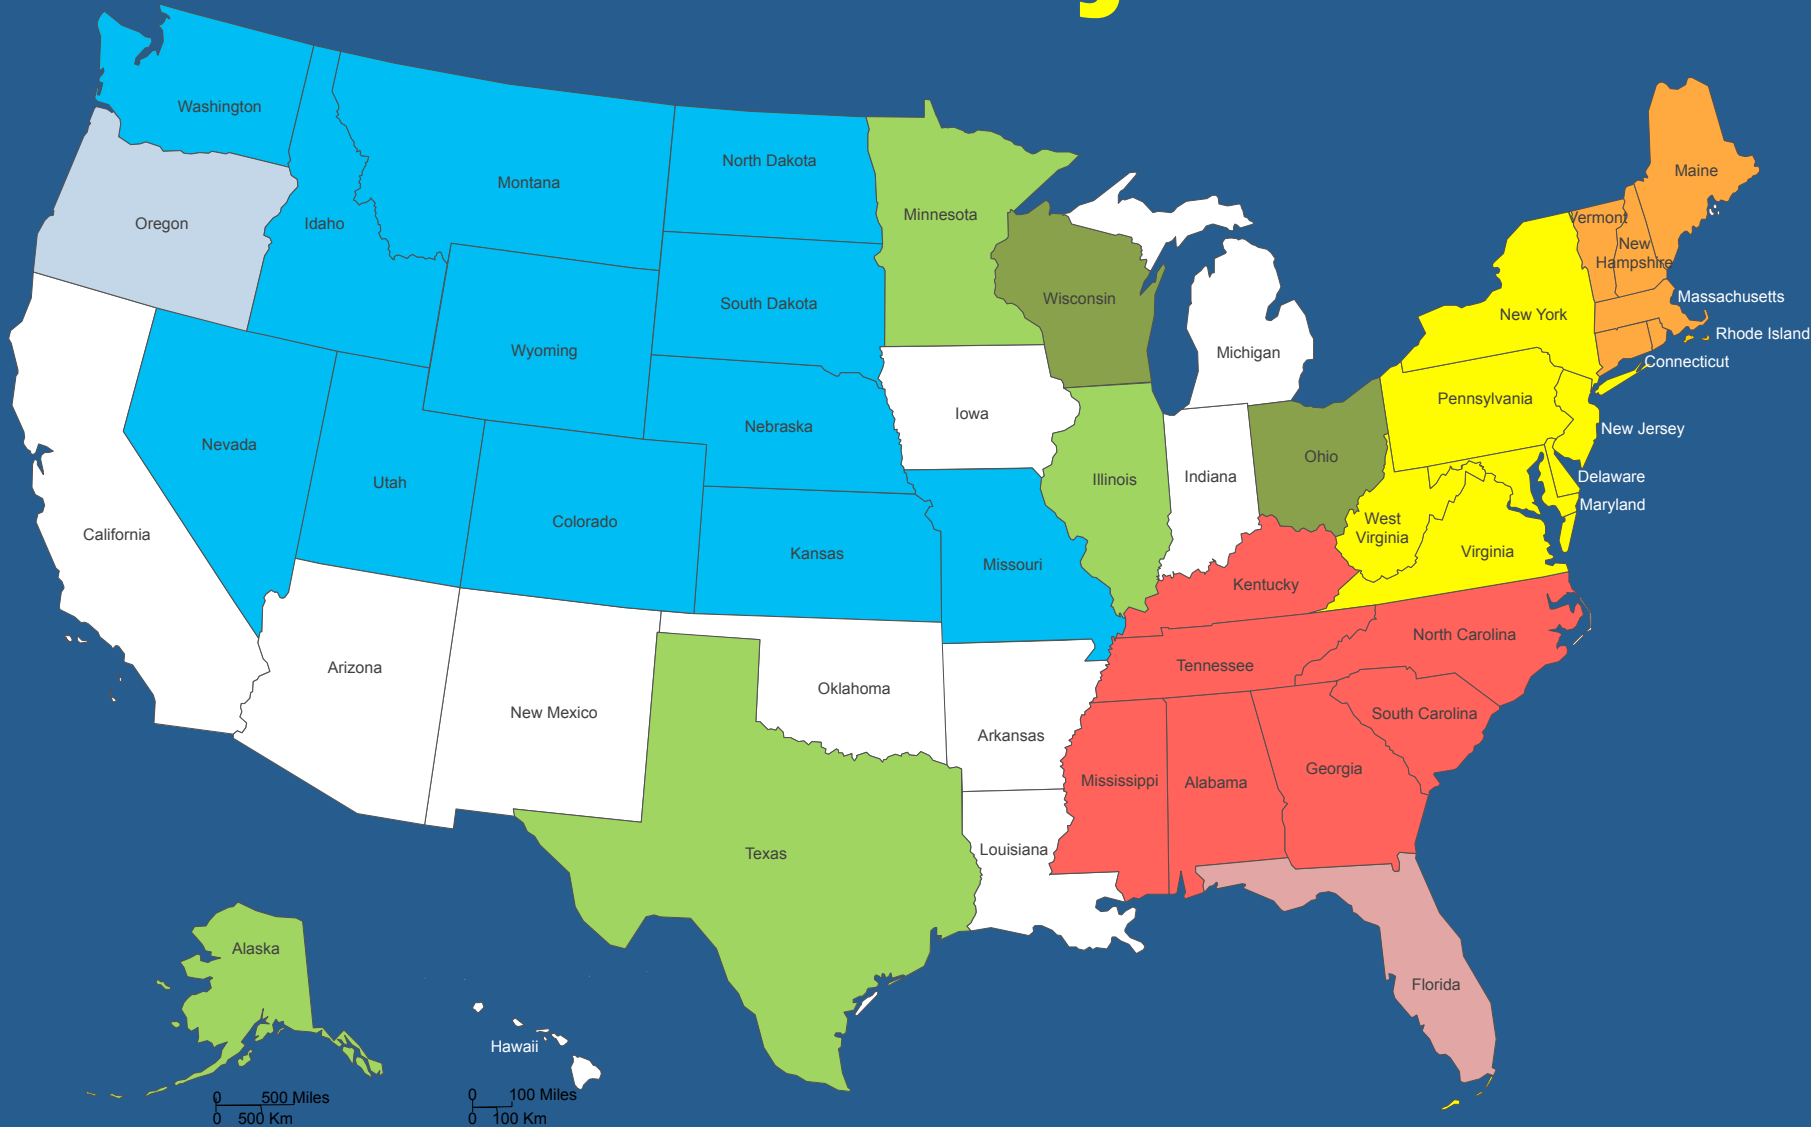 Washington
Montana
North Dakota
Minnesota
Maine
Oregon
Idaho
Vermont
New
Hampshire
Wisconsin
South Dakota
Massachusetts
New York
Rhode Island
Wyoming
Michigan
Connecticut
Pennsylvania
Iowa
Nebraska
New Jersey
Nevada
Ohio
Utah
Illinois
Indiana
Delaware
Maryland
California
Colorado
West
Virginia
Virginia
Kansas
Missouri
Kentucky
North Carolina
Arizona
Tennessee
Oklahoma
New Mexico
South Carolina
Arkansas
Mississippi
Alabama
Georgia
Louisiana
Texas
Alaska
Florida
Hawaii
0 500 Miles
0 500 Km
0 100 Miles
0 100 Km